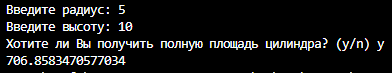 Введите радиус: 5
Введите высоту: 10
Хотите ли Вы получить полную площадь цилиндра? (y/n) y
706.8583470577034